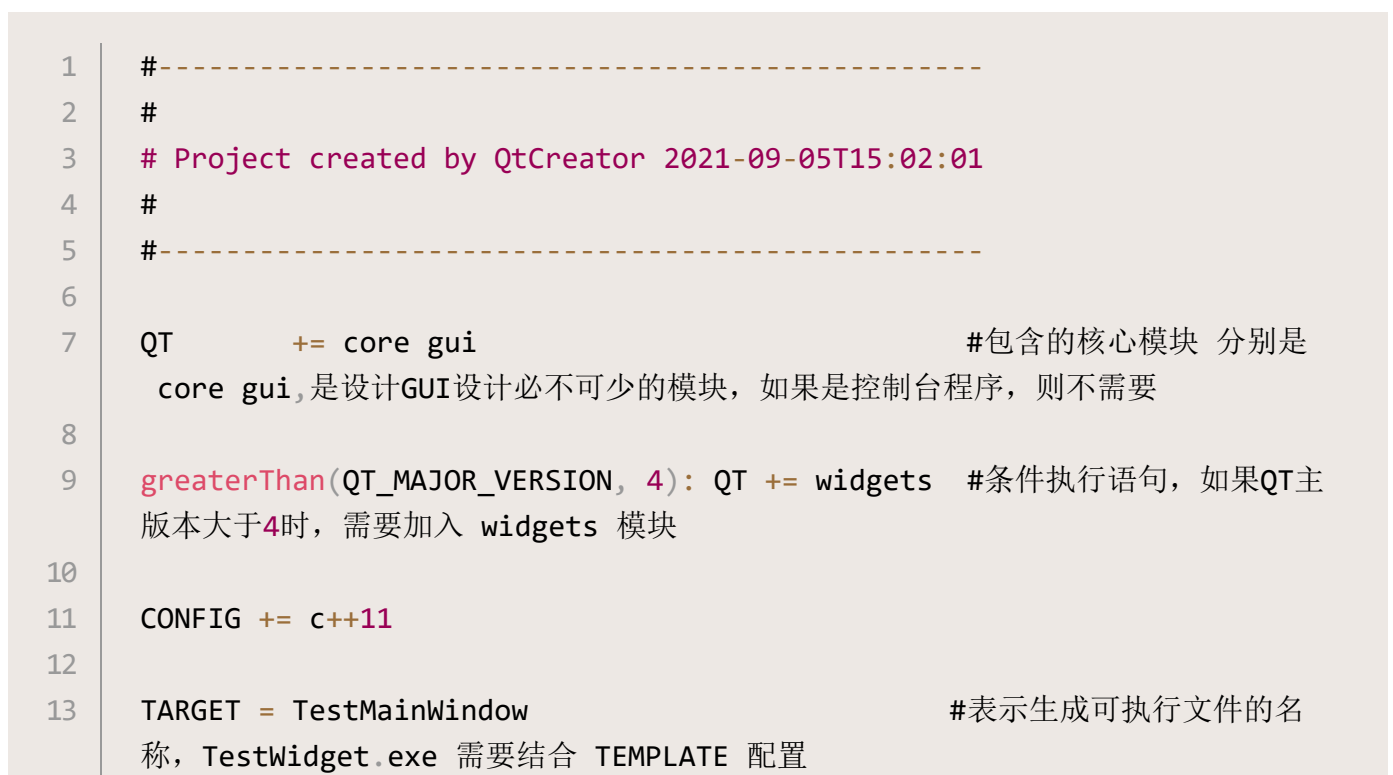 1 #-------------------------------------------------
2 #
3 # Project created by QtCreator 2021-09-05T15:02:01
4 #
5 #-------------------------------------------------
6
7 QT       += core gui                             #包含的核心模块 分别是
core gui,是设计GUI设计必不可少的模块，如果是控制台程序，则不需要
8
9 greaterThan(QT_MAJOR_VERSION, 4): QT += widgets  #条件执行语句，如果QT主
版本大于4时，需要加入 widgets 模块
10
11 CONFIG += c++11
12
13 TARGET = TestMainWindow                         #表示生成可执行文件的名
称，TestWidget.exe 需要结合 TEMPLATE 配置